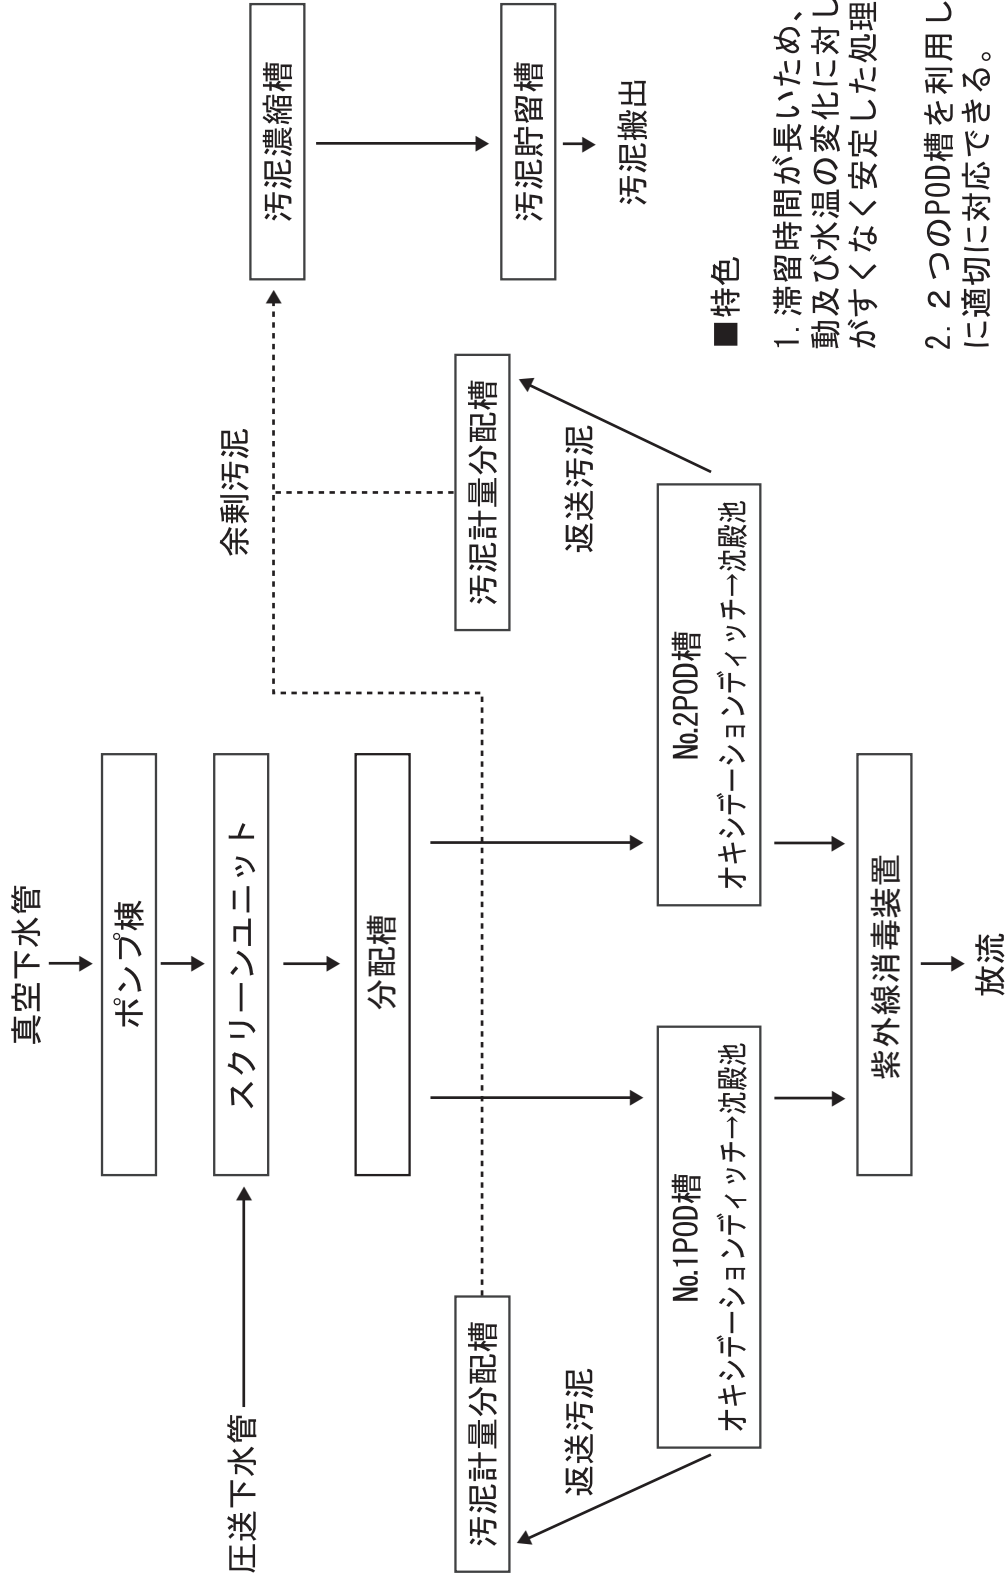 真空下水管
ポンプ棟
圧送下水管
スクリーンユニット
分配槽
余剰汚泥
汚泥濃縮槽
汚泥貯留槽
汚泥搬出
汚泥計量分配槽
返送汚泥
No.1POD槽
オキシデーションディッチ→沈殿池
汚泥計量分配槽
返送汚泥
No.2POD槽
オキシデーションディッチ→沈殿池
紫外線消毒装置
放流
■特色
1. 滞留時間が長いため、
動及び水温の変化に対し
がすくなく安定した処理
2. ２つのPOD槽を利用し
に適切に対応できる。